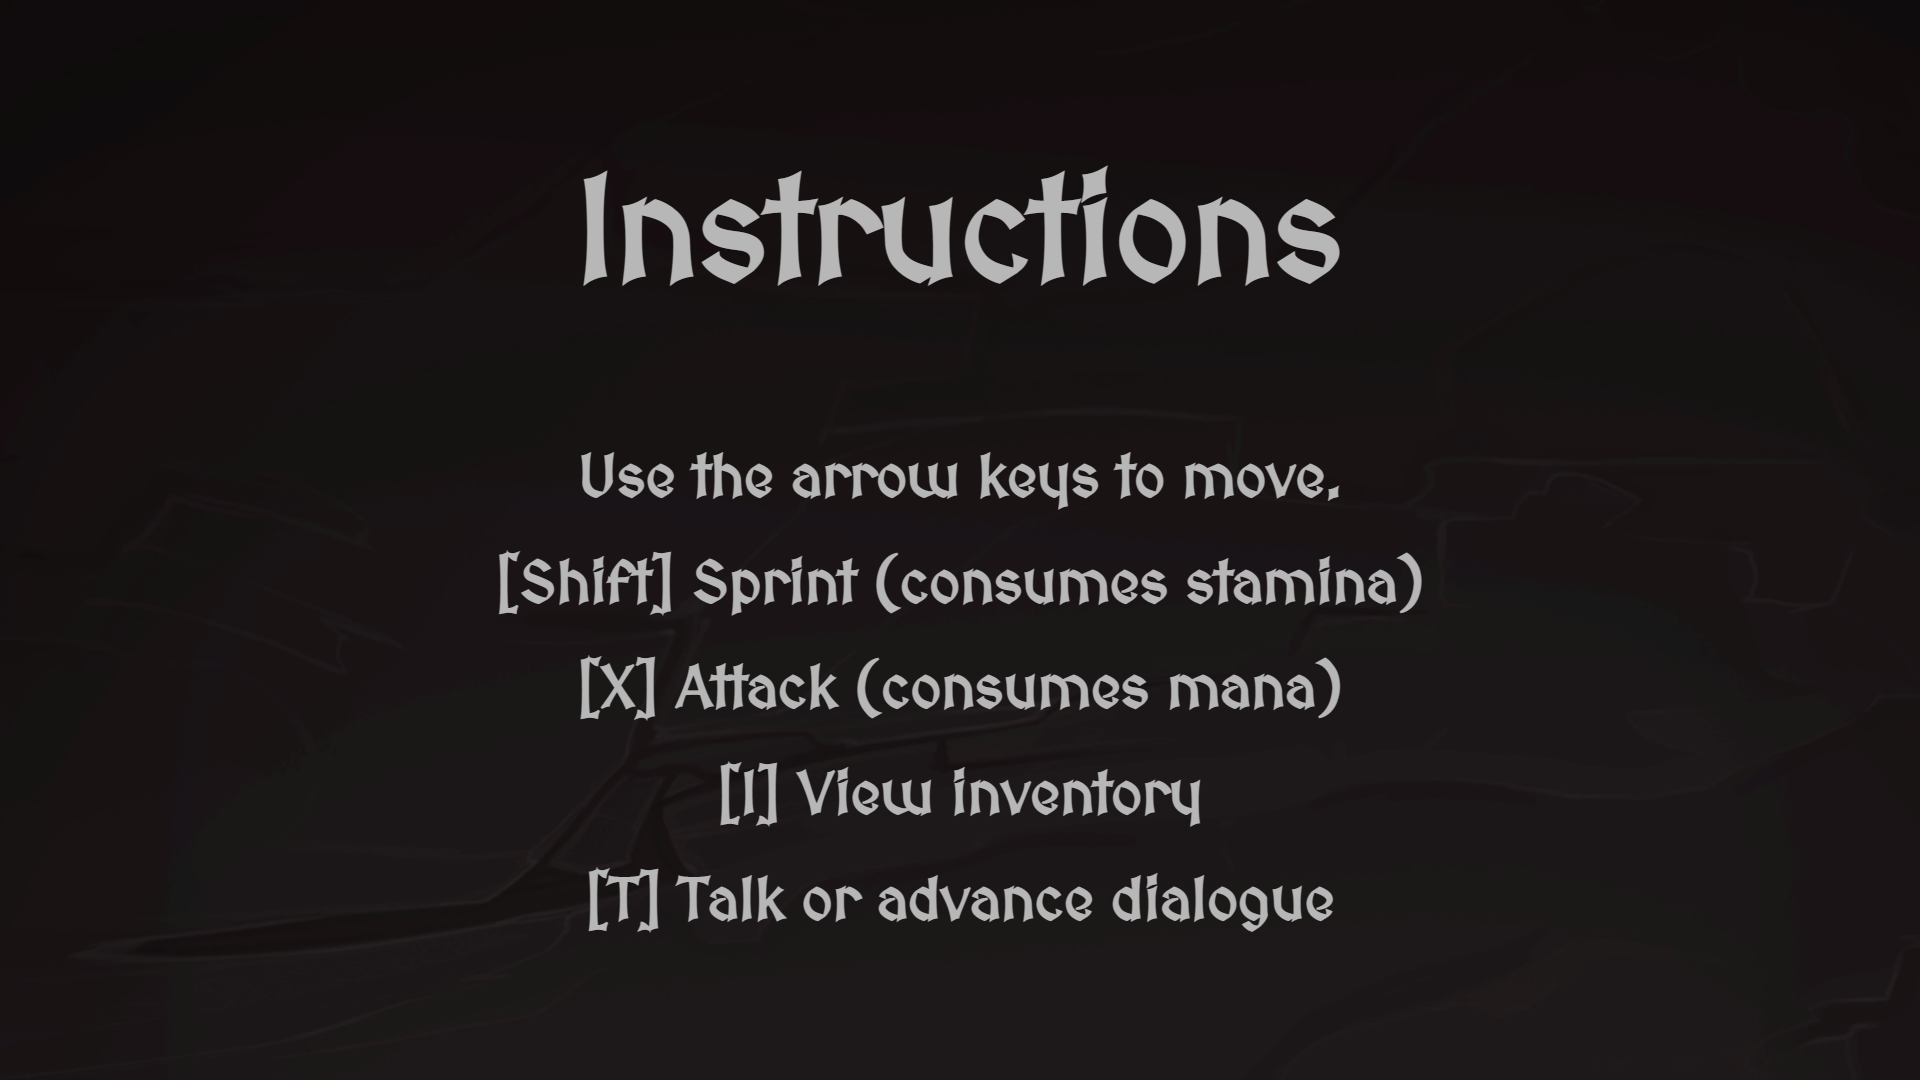 Instructions
Use the arrow keys to move.
[Shift] Sprint (consumes stamina)
[X] Attack (consumes mana)
[I] View inventory
[T] Talk or advance dialogue